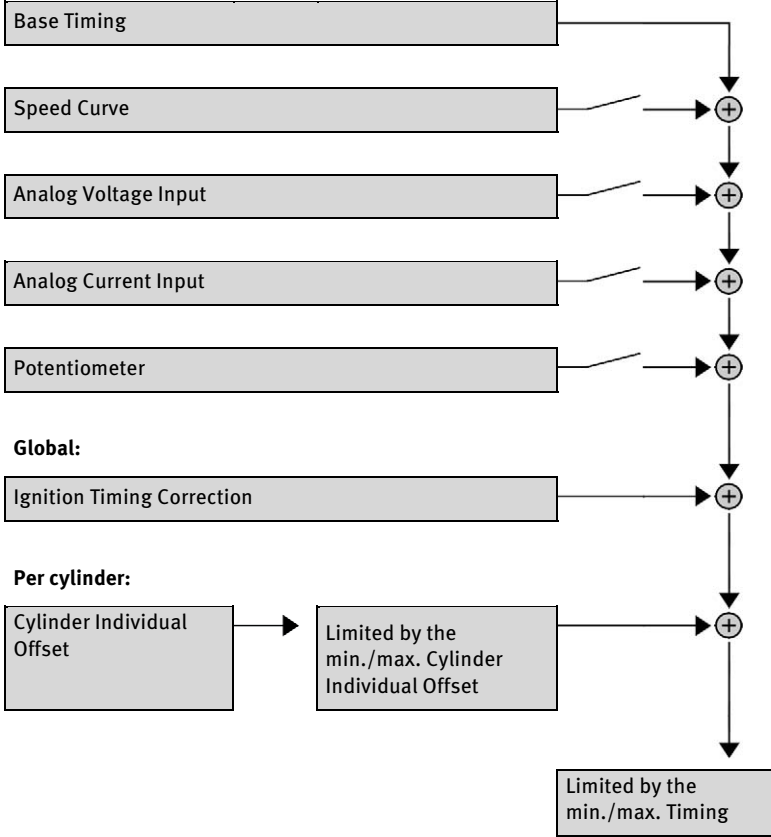 Base Timing
Speed Curve
Analog Voltage Input
Analog Current Input
Potentiometer
Global:
Ignition Timing Correction
Per cylinder:
Cylinder Individual
Offset
Limited by the
min./max. Cylinder
Individual Offset
Limited by the
min./max. Timing